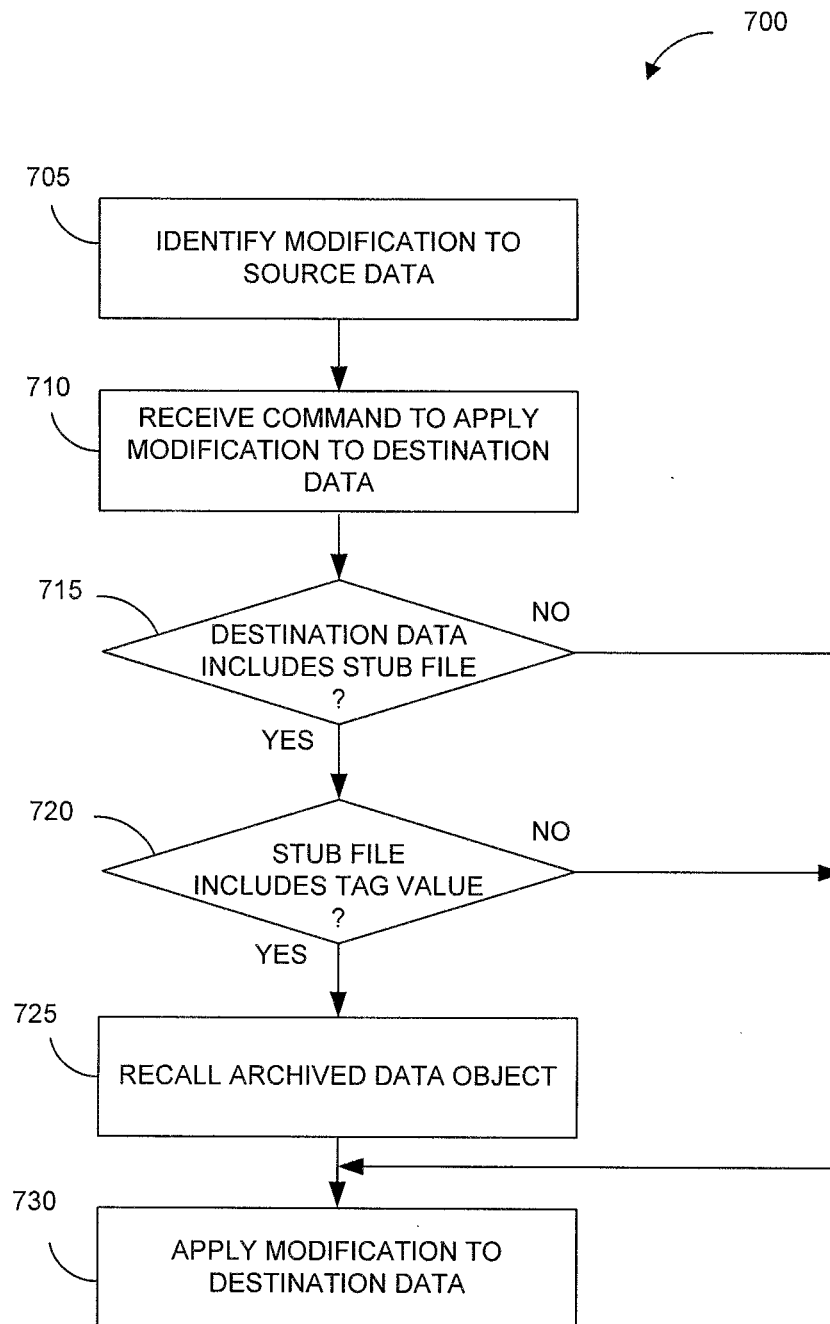 700
705
IDENTIFY MODIFICATION TO
SOURCE DATA
710
RECEIVE COMMAND TO APPLY
MODIFICATION TO DESTINATION
DATA
715
NO
DESTINATION DATA
INCLUDES STUB FILE
?
YES
720
NO
STUB FILE
INCLUDES TAG VALUE
?
YES
725
RECALL ARCHIVED DATA OBJECT
730
APPLY MODIFICATION TO
DESTINATION DATA